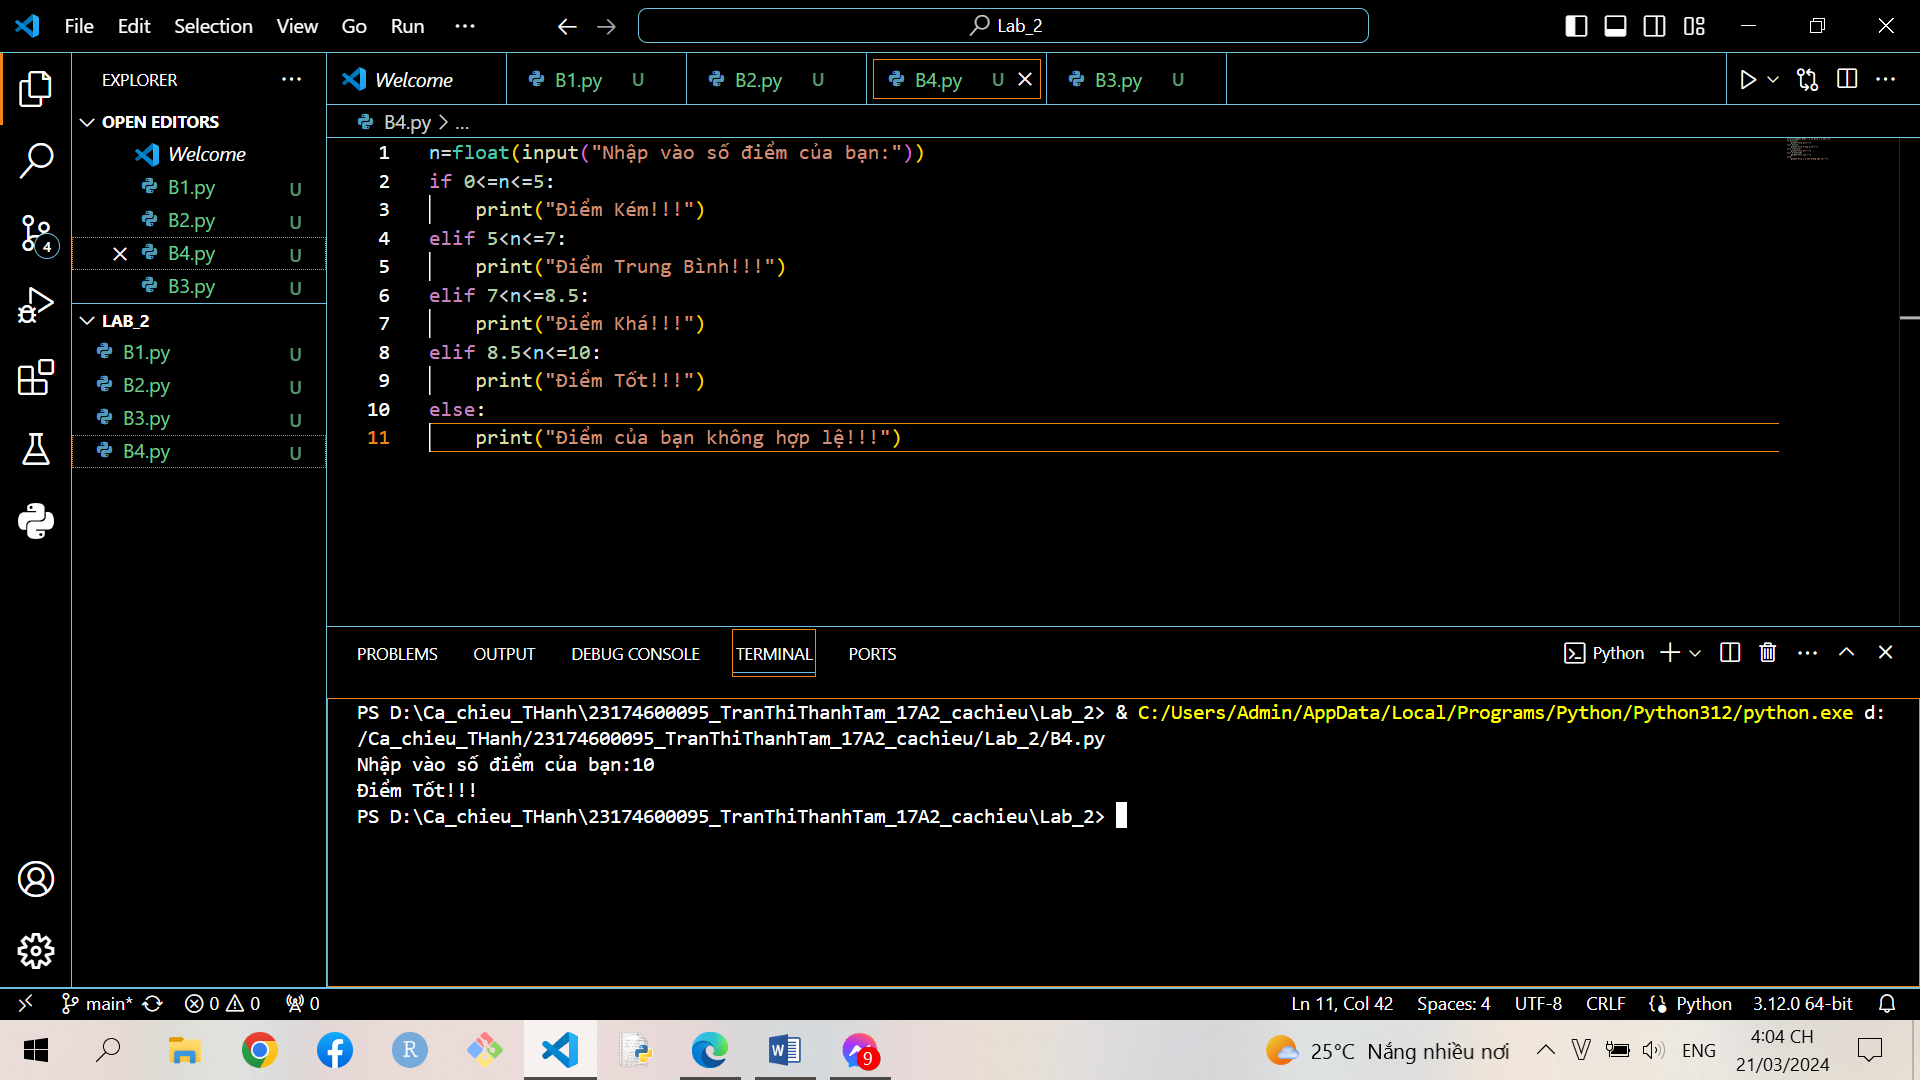 File Edit Selection View Go Run ···
Lab_2
EXPLORER
Welcome
B1.py U
B2.py U
B4.py U
B3.py U
OPEN EDITORS
Welcome
B1.py U
B2.py U
B4.py U
B3.py U
LAB_2
B1.py U
B2.py U
B3.py U
B4.py U
4
B4.py > ...
1 n=float(input("Nhập vào số điểm của bạn:"))
2 if 0<=n<=5:
3 print("Điểm Kém!!!")
4 elif 5<n<=7:
5 print("Điểm Trung Bình!!!")
6 elif 7<n<=8.5:
7 print("Điểm Khá!!!")
8 elif 8.5<n<=10:
9 print("Điểm Tốt!!!")
10 else:
11 print("Điểm của bạn không hợp lệ!!!")
PROBLEMS OUTPUT DEBUG CONSOLE TERMINAL PORTS
Python
PS D:\Ca_chieu_THanh\23174600095_TranThiThanhTam_17A2_cachieu\Lab_2> & C:/Users/Admin/AppData/Local/Programs/Python/Python312/python.exe d:
/Ca_chieu_THanh/23174600095_TranThiThanhTam_17A2_cachieu/Lab_2/B4.py
Nhập vào số điểm của bạn:10
Điểm Tốt!!!
PS D:\Ca_chieu_THanh\23174600095_TranThiThanhTam_17A2_cachieu\Lab_2>
main* 0 0 0
Ln 11, Col 42 Spaces: 4 UTF-8 CRLF Python 3.12.0 64-bit
R
9
25°C Nắng nhiều nơi
ENG
4:04 CH
21/03/2024